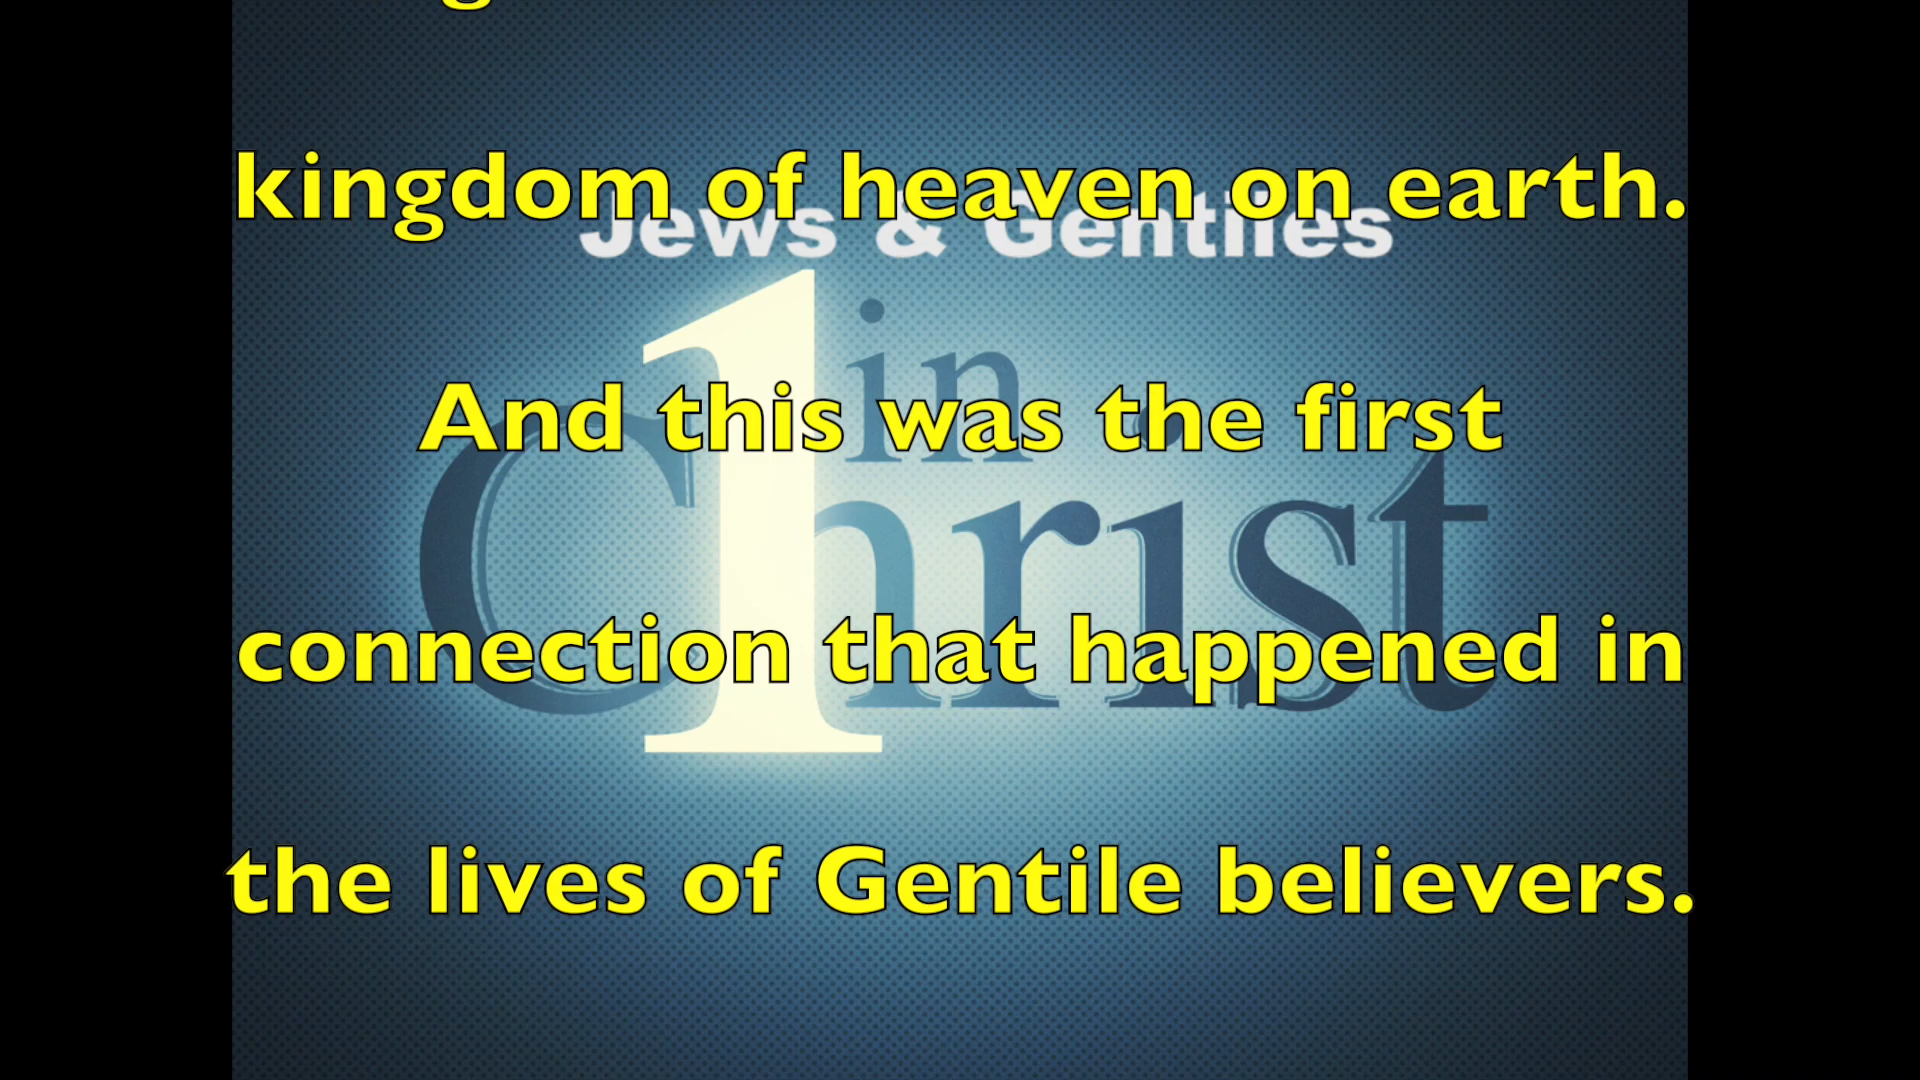 kingdom of heaven on earth.
Jews & Gentiles
And this was the first
1 in
Christ
connection that happened in
the lives of Gentile believers.